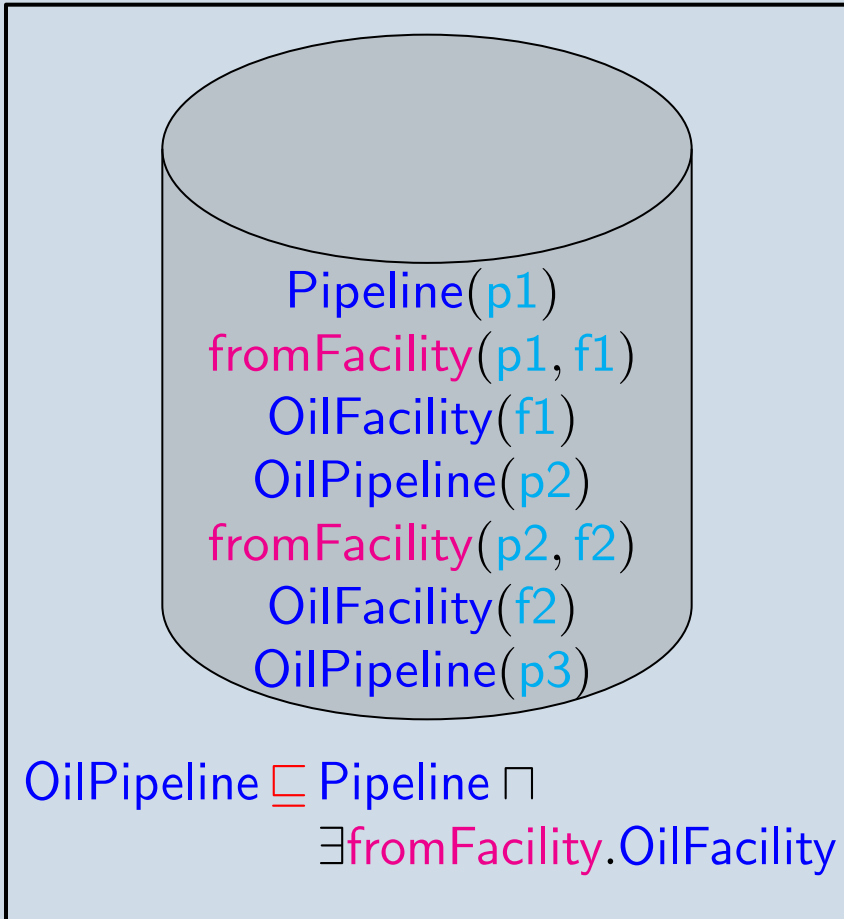 Pipeline(p1)
fromFacility(p1, f1)
OilFacility(f1)
OilPipeline(p2)
fromFacility(p2, f2)
OilFacility(f2)
OilPipeline(p3)
OilPipeline ⊑ Pipeline ⊓
∃fromFacility.OilFacility